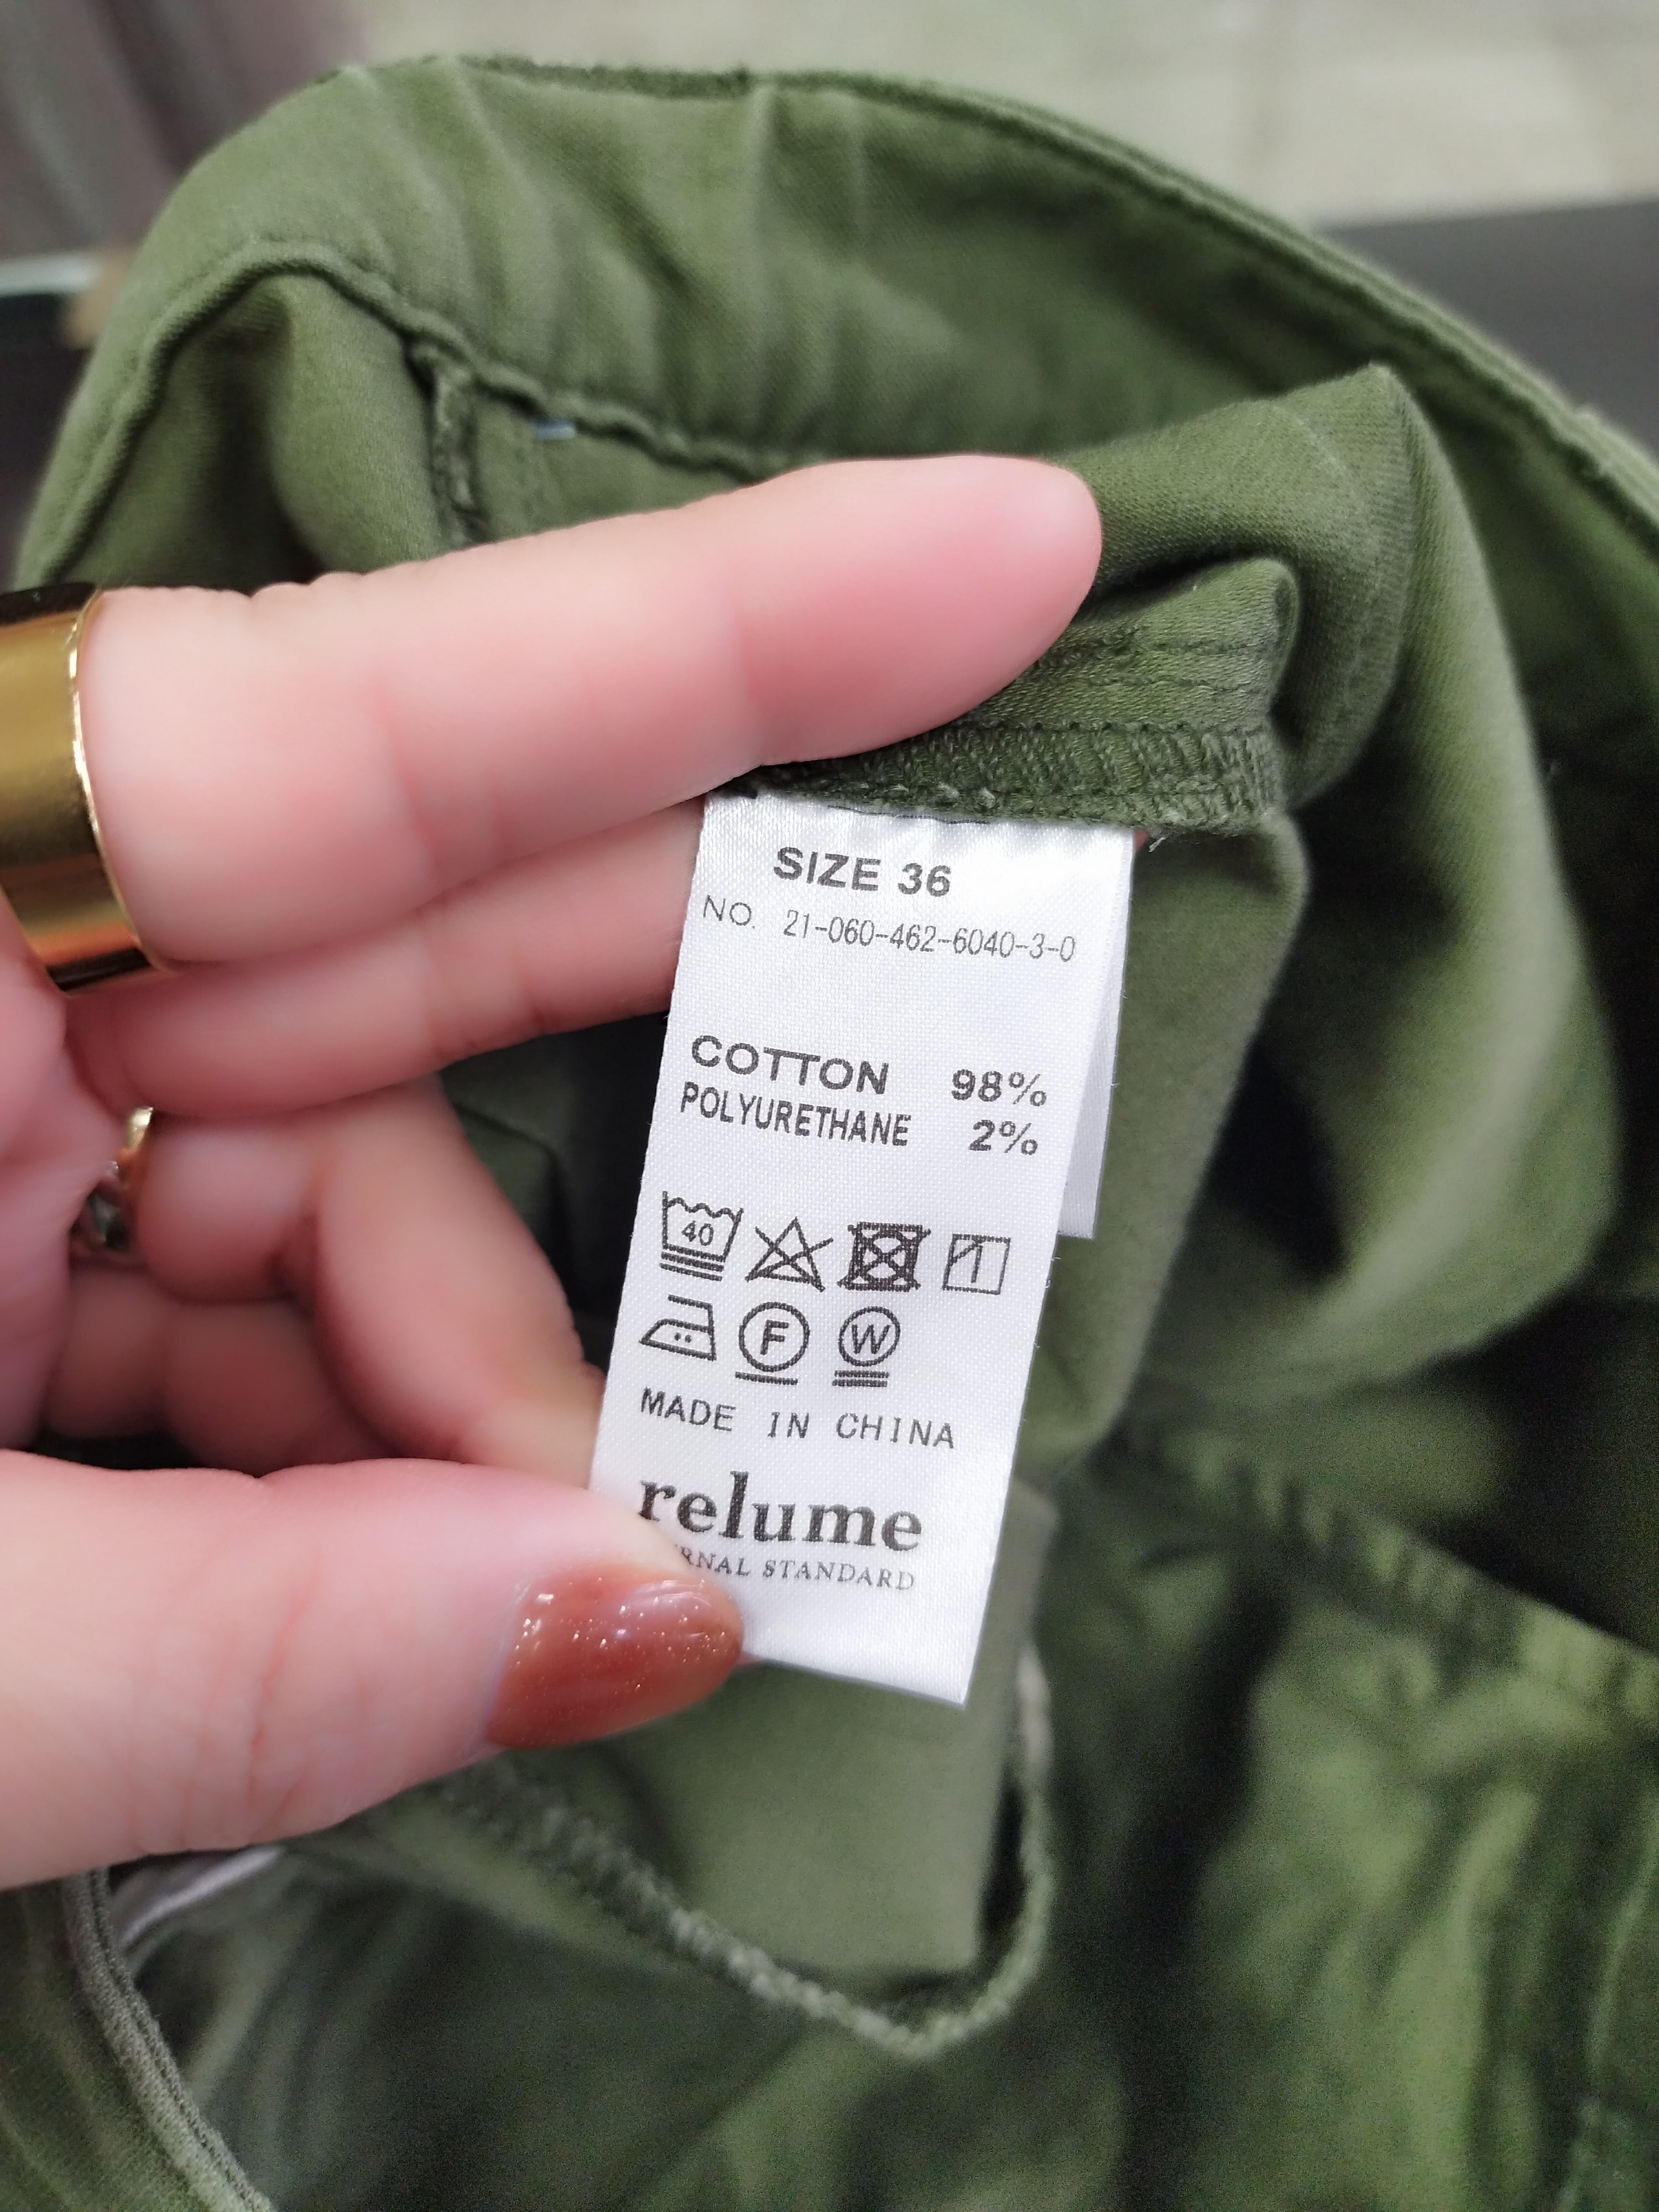 SIZE 36
NO. 21-060-462-6040-3-0
COTTON 98%
POLYURETHANE 2%
40
F W
MADE IN CHINA
relume
STANDARD